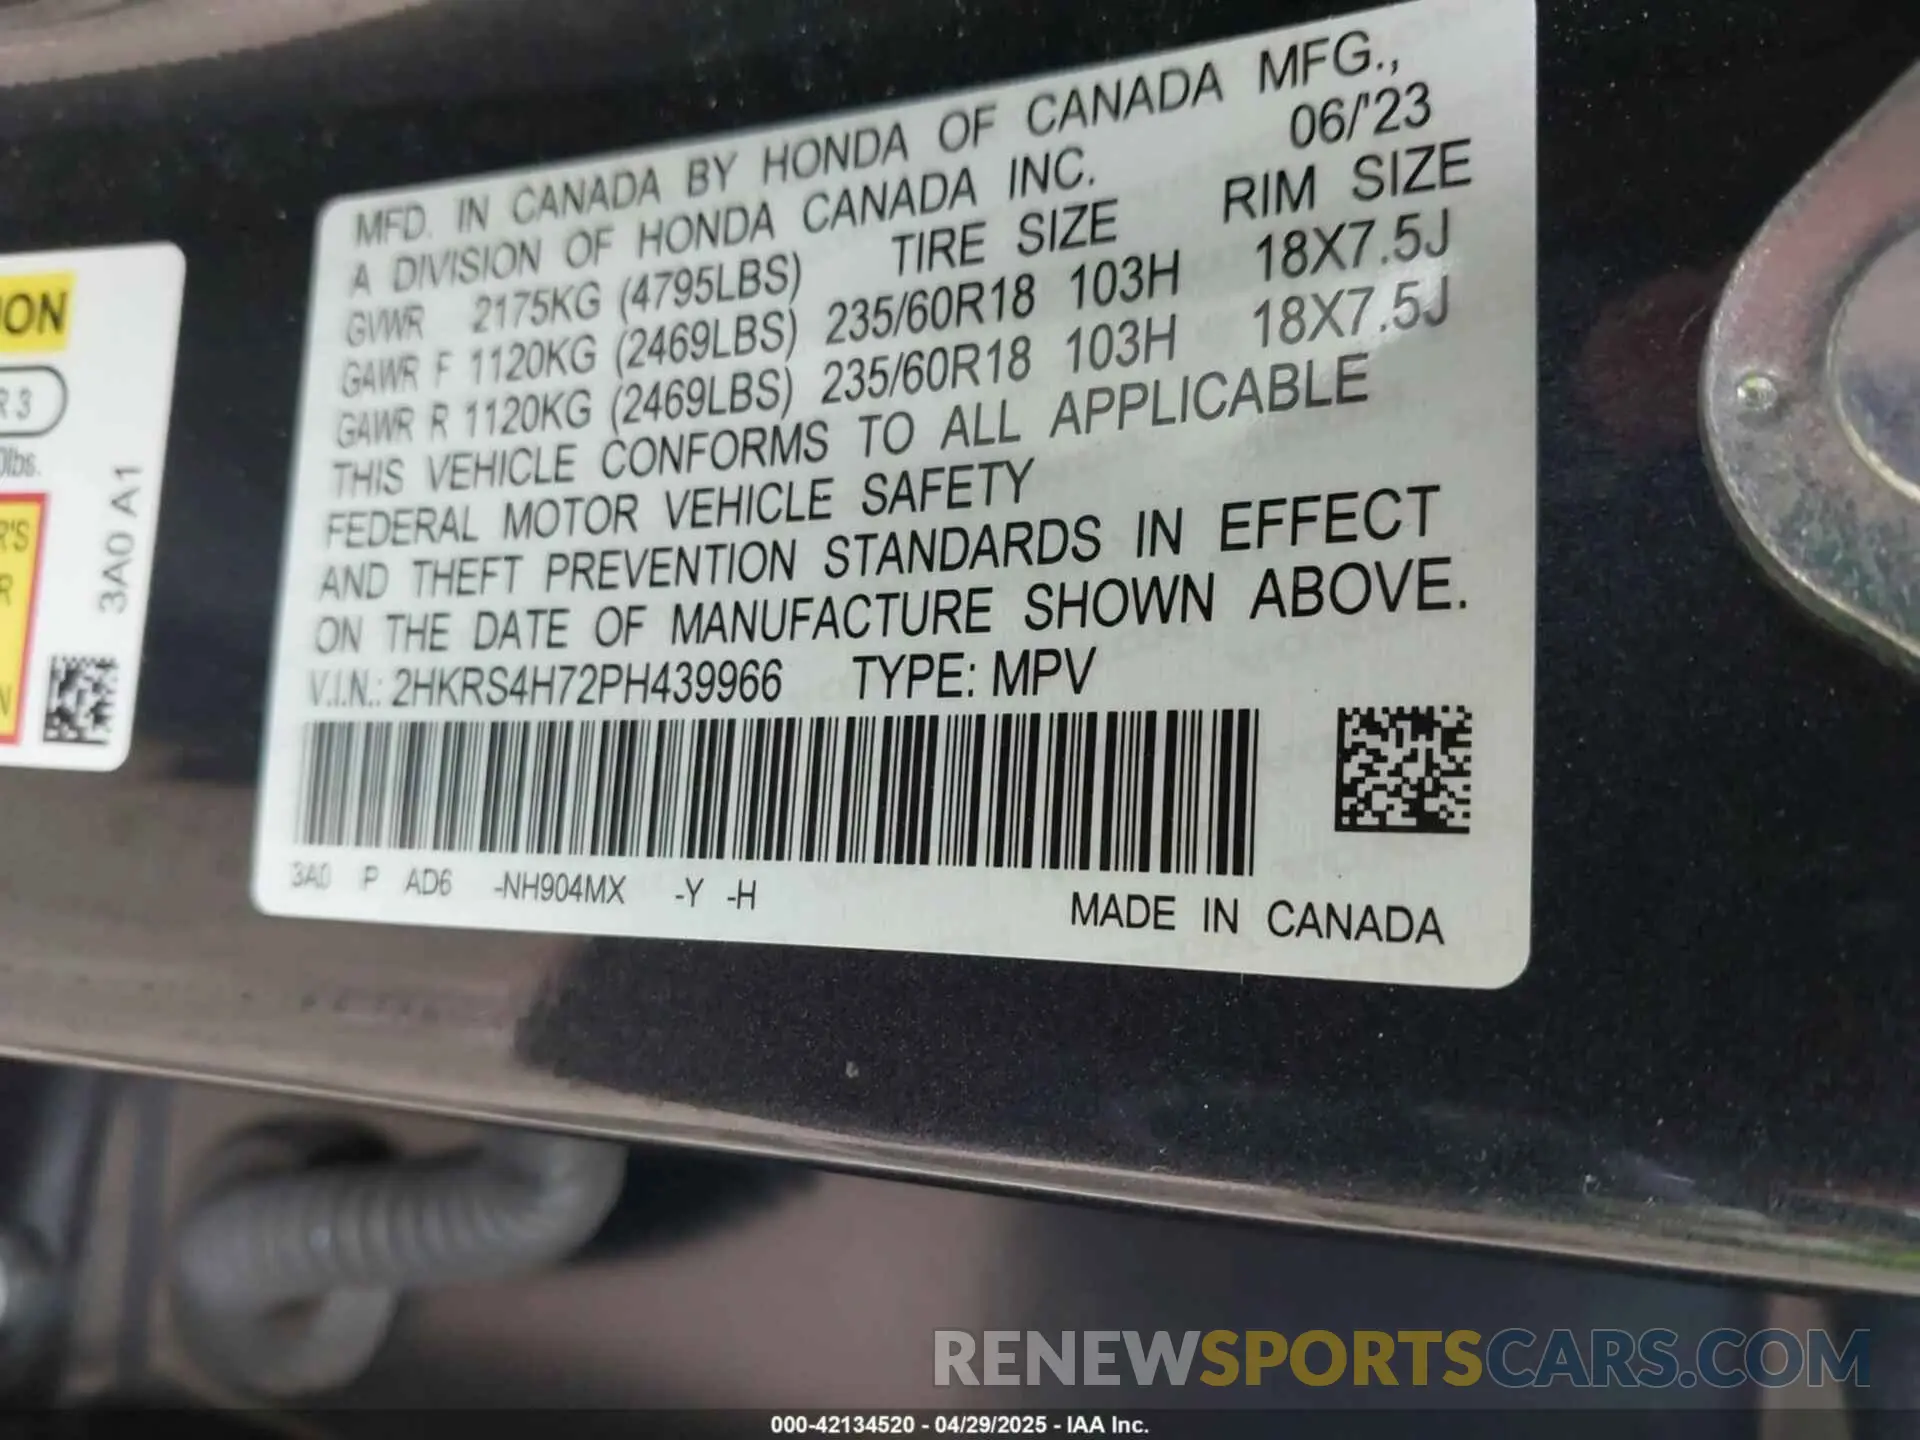 MFD. IN CANADA BY HONDA OF CANADA MFG.,
A DIVISION OF HONDA CANADA INC. 06/'23
GVWR 2175KG (4795LBS) TIRE SIZE RIM SIZE
GAWR F 1120KG (2469LBS) 235/60R18 103H 18X7.5J
GAWR R 1120KG (2469LBS) 235/60R18 103H 18X7.5J
THIS VEHICLE CONFORMS TO ALL APPLICABLE
FEDERAL MOTOR VEHICLE SAFETY
AND THEFT PREVENTION STANDARDS IN EFFECT
ON THE DATE OF MANUFACTURE SHOWN ABOVE.
V.I.N.: 2HKRS4H72PH439966 TYPE: MPV
3A0 P AD6 -NH904MX -Y -H
MADE IN CANADA
ION
R 3
0lbs.
R'S
R
N
3A0 A1
RENEWSPORTSCARS.COM
000-42134520 - 04/29/2025 - IAA Inc.